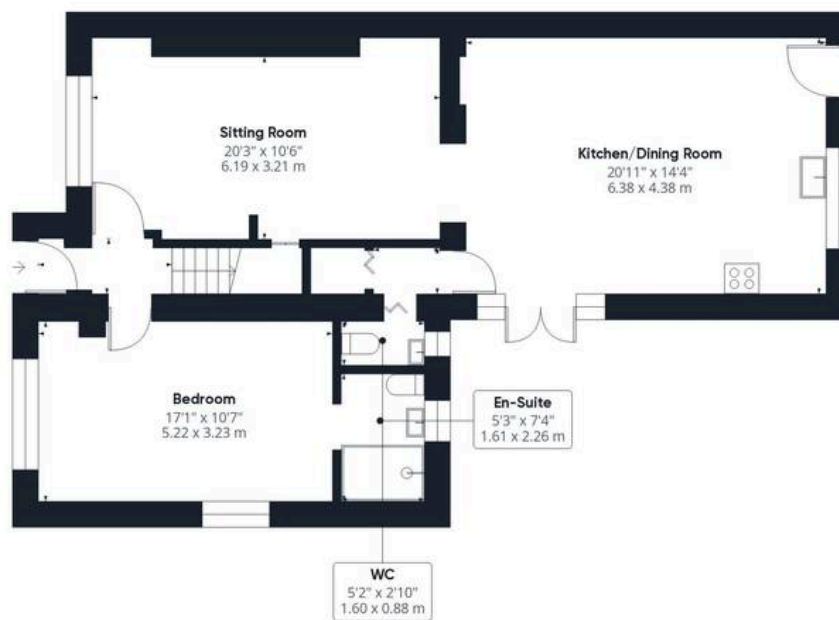 Sitting Room
20'3" x 10'6"
6.19 x 3.21 m
Kitchen/Dining Room
20'11" x 14'4"
6.38 x 4.38 m
Bedroom
17'1" x 10'7"
5.22 x 3.23 m
En-Suite
5'3" x 7'4"
1.61 x 2.26 m
WC
5'2" x 2'10"
1.60 x 0.88 m